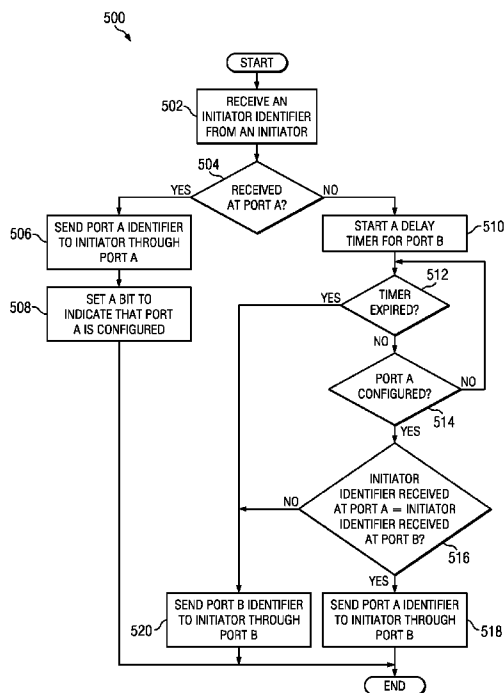 500
START
502
RECEIVE AN
INITIATOR IDENTIFIER
FROM AN INITIATOR
504
RECEIVED
AT PORT A?
YES
NO
506
SEND PORT A IDENTIFIER
TO INITIATOR THROUGH
PORT A
START A DELAY
TIMER FOR PORT B
510
508
SET A BIT TO
INDICATE THAT PORT
A IS CONFIGURED
512
YES
TIMER
EXPIRED?
NO
PORT A
CONFIGURED?
NO
514
YES
INITIATOR
IDENTIFIER RECEIVED
AT PORT A = INITIATOR
IDENTIFIER RECEIVED
AT PORT B?
NO
516
YES
520
SEND PORT B IDENTIFIER
TO INITIATOR THROUGH
PORT B
SEND PORT A IDENTIFIER
TO INITIATOR THROUGH
PORT B
518
END